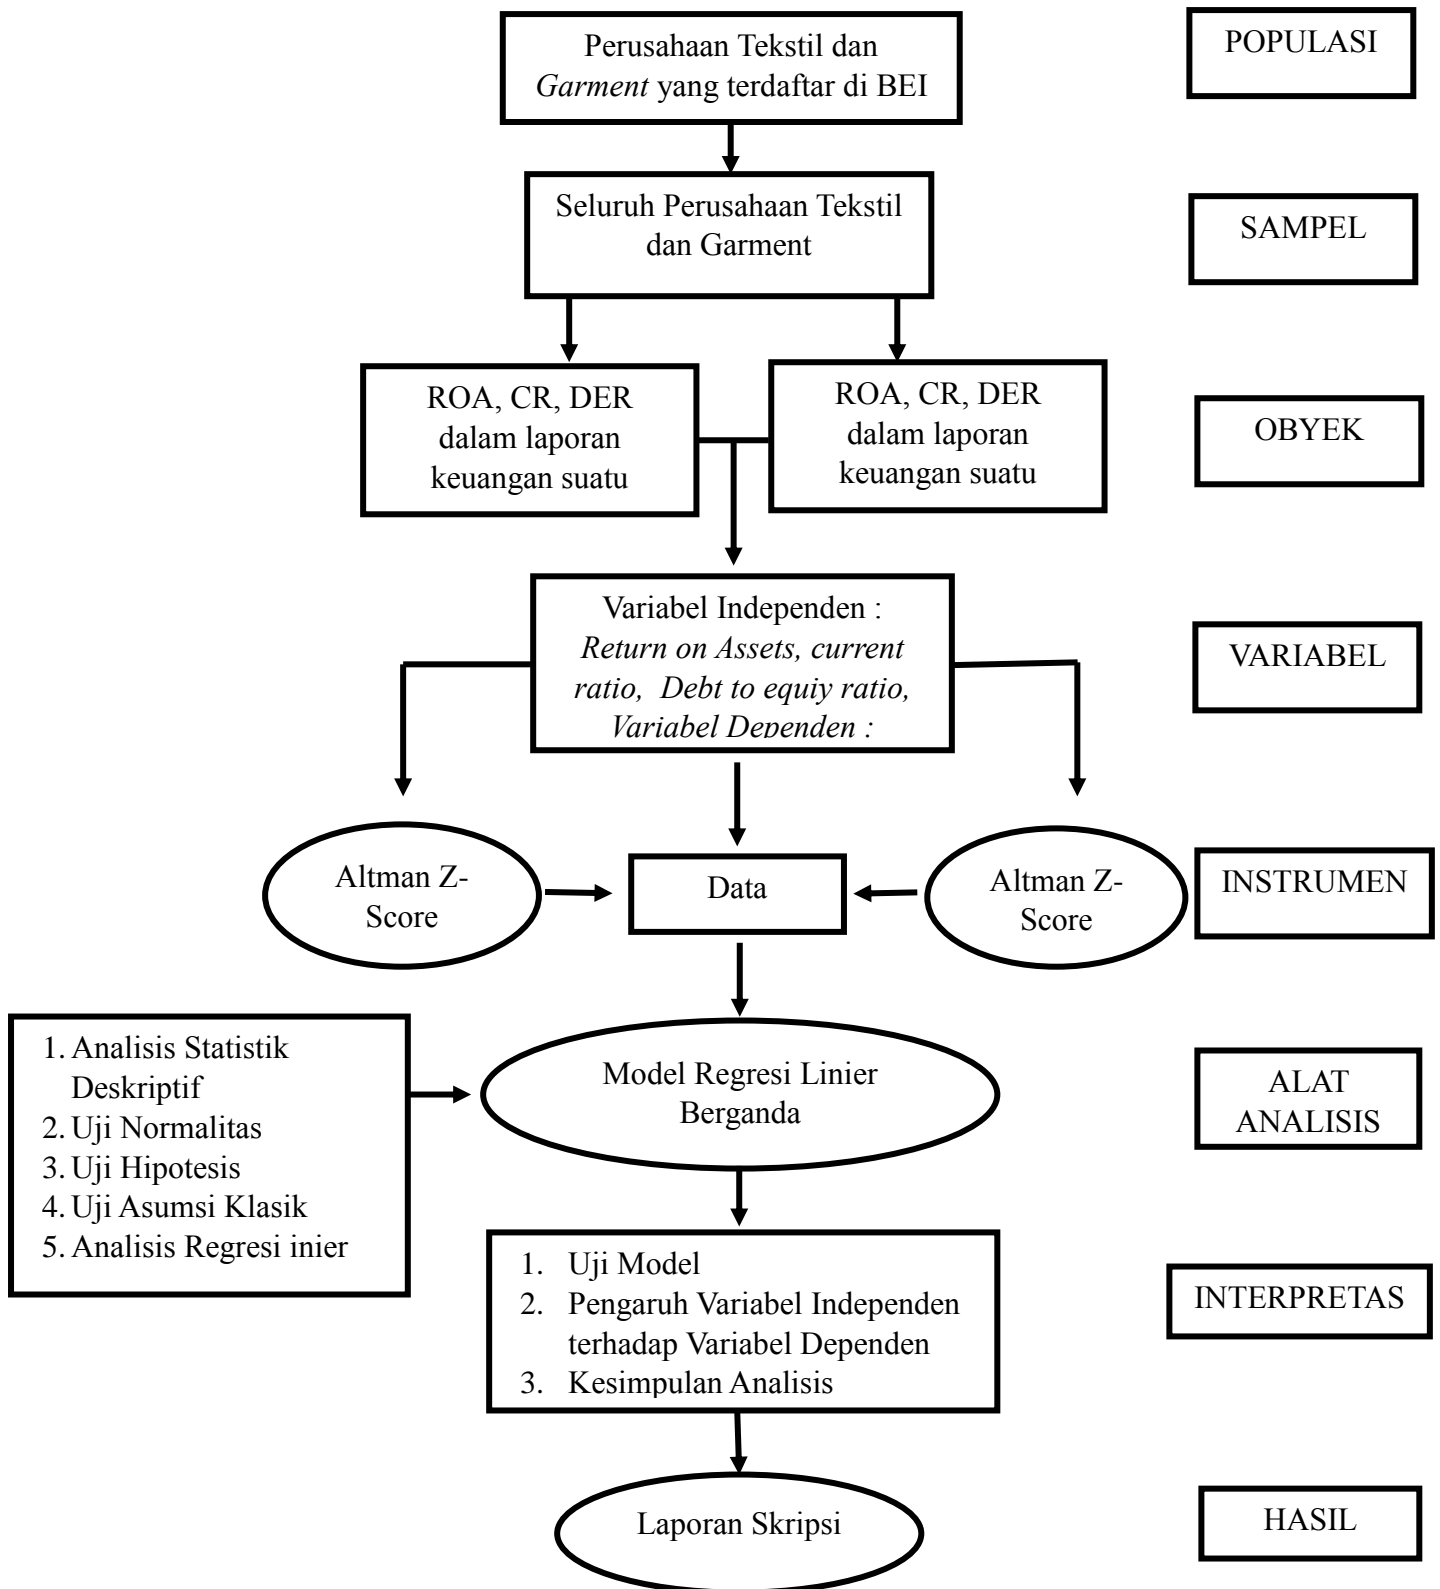 Perusahaan Tekstil dan
Garment yang terdaftar di BEI
POPULASI
Seluruh Perusahaan Tekstil
dan Garment
SAMPEL
ROA, CR, DER
dalam laporan
keuangan suatu
ROA, CR, DER
dalam laporan
keuangan suatu
OBYEK
Variabel Independen :
Return on Assets, current
ratio, Debt to equiy ratio,
Variabel Dependen :
VARIABEL
Altman Z-
Score
Data
Altman Z-
Score
INSTRUMEN
1. Analisis Statistik
Deskriptif
2. Uji Normalitas
3. Uji Hipotesis
4. Uji Asumsi Klasik
5. Analisis Regresi inier
Model Regresi Linier
Berganda
ALAT
ANALISIS
1. Uji Model
2. Pengaruh Variabel Independen
terhadap Variabel Dependen
3. Kesimpulan Analisis
INTERPRETAS
Laporan Skripsi
HASIL